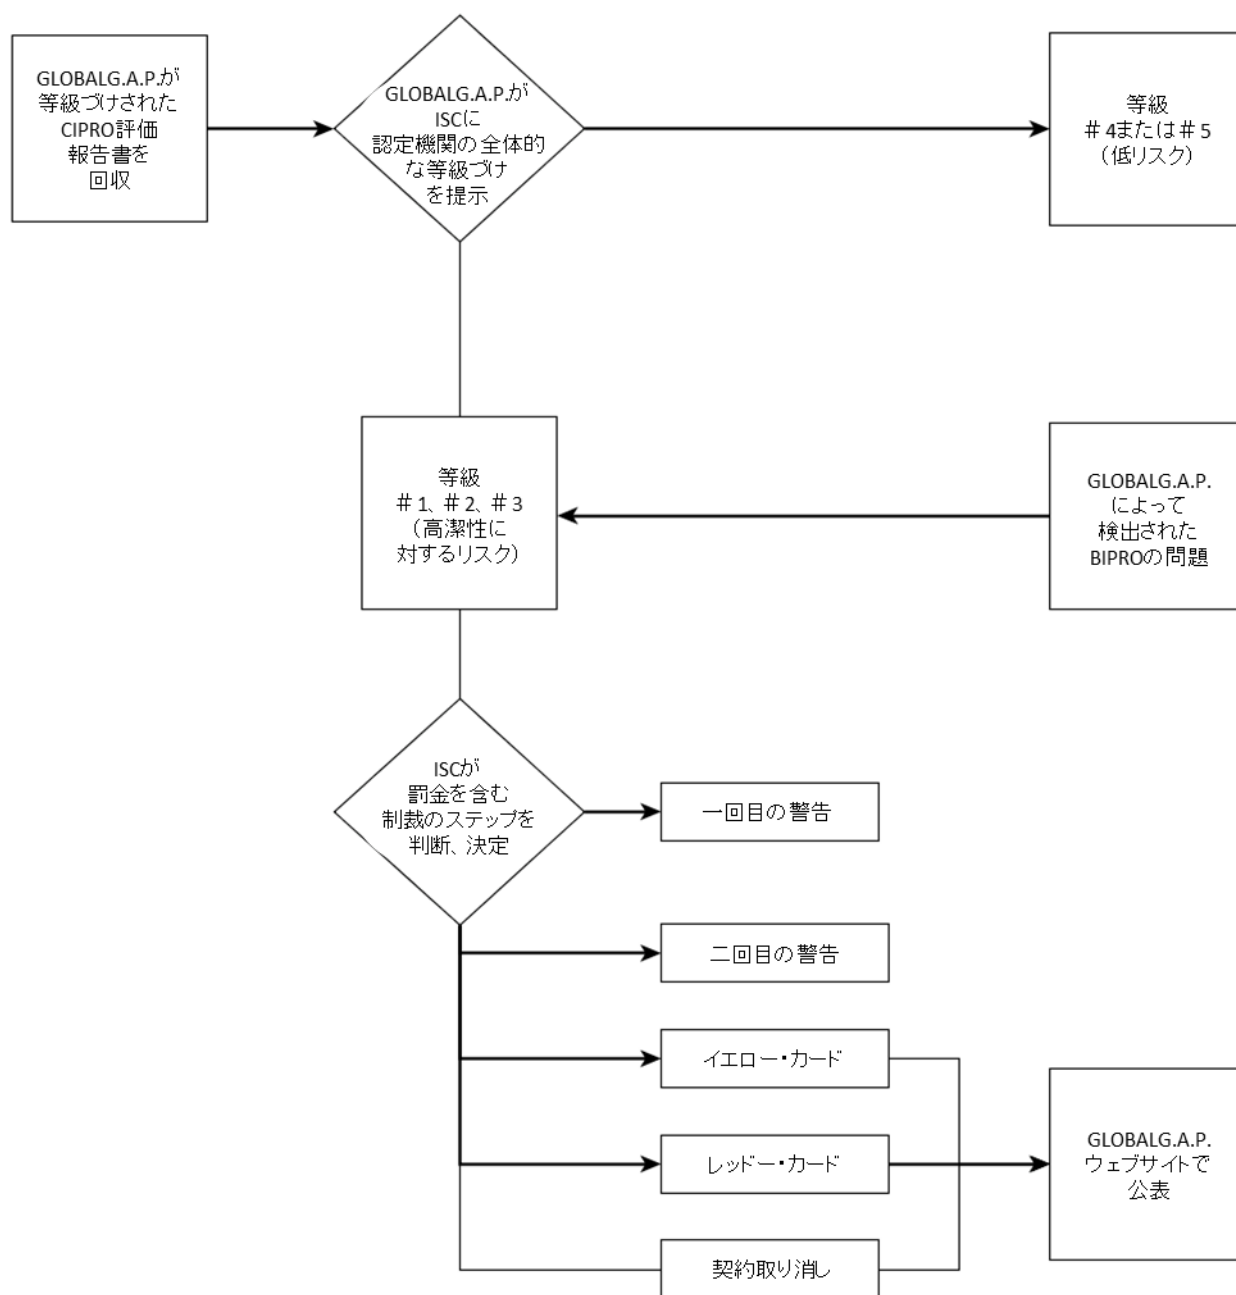 GLOBALG.A.P.が
等級づけされた
CIPRO評価
報告書を
回収
GLOBALG.A.P.が
ISCに
認定機関の全体的
な等級づけ
を提示
等級
＃4または＃5
（低リスク）
等級
＃1、＃2、＃3
（高潔性に
対するリスク）
GLOBALG.A.P.
によって
検出された
BIPROの問題
ISCが
罰金を含む
制裁のステップを
判断、決定
一回目の警告
二回目の警告
イエロー・カード
レッドー・カード
GLOBALG.A.P.
ウェブサイトで
公表
契約取り消し